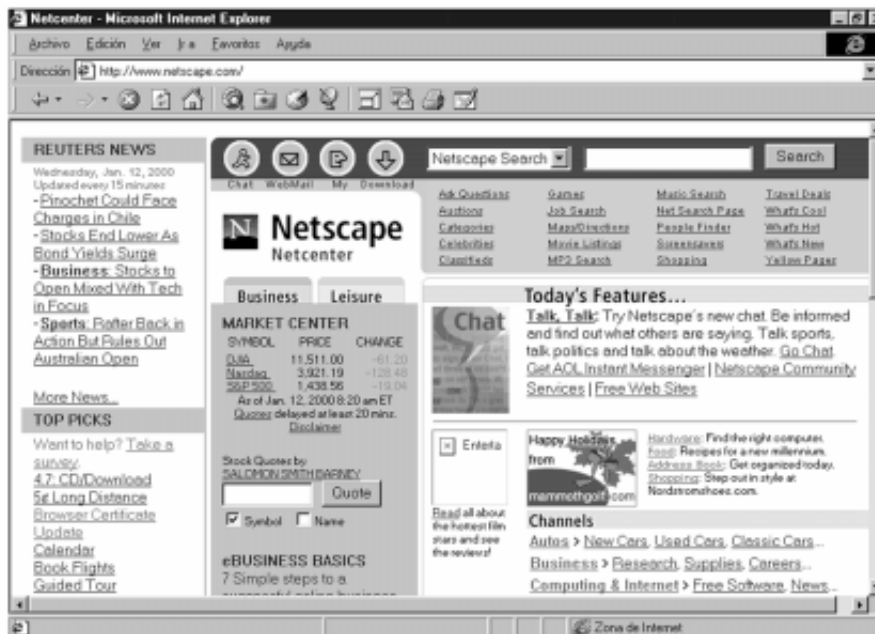 Netcenter - Microsoft Internet Explorer
Archivo Edición Ver Ir a Favoritos Ayuda
Dirección http://www.netscape.com/
REUTERS NEWS
Wednesday, Jan. 12, 2000
Updated every 15 minutes
-Pinochet Could Face
Charges in Chile
-Stocks End Lower As
Bond Yields Surge
-Business: Stocks to
Open Mixed With Tech
in Focus
-Sports: Rafter Back in
Action But Rules Out
Australian Open
More News...
TOP PICKS
Want to help? Take a
survey.
4.7: CD/Download
5¢ Long Distance
Browser Certificate
Update
Calendar
Book Flights
Guided Tour
Chat WebMail My Download
Netscape Search Search
Ask Questions Games Music Search Travel Deals
Auctions Job Search Net Search Page What's Cool
Categories Maps/Directions People Finder What's Hot
Celebrities Movie Listings Screensavers What's New
Classifieds MP3 Search Shopping Yellow Pages
N Netscape
Netcenter
Business Leisure
MARKET CENTER
SYMBOL PRICE CHANGE
DJIA 11,511.00 -61.20
Nasdaq 3,921.19 -128.48
S&P 500 1,438.56 -19.04
As of Jan. 12, 2000 8:20 am ET
Quotes delayed at least 20 mins.
Disclaimer
Stock Quotes by
SALOMON SMITH BARNEY
Quote
Symbol Name
eBUSINESS BASICS
7 Simple steps to a
successful online business
Today's Features...
Chat
Talk, Talk: Try Netscape's new chat. Be informed
and find out what others are saying. Talk sports,
talk politics and talk about the weather. Go Chat.
Get AOL Instant Messenger | Netscape Community
Services | Free Web Sites
Enterta
Read all about
the hottest film
stars and see
the reviews!
Happy Holidays
from
mammothgolf.com
Hardware: Find the right computer.
Food: Recipes for a new millennium.
Address Book: Get organized today.
Shopping: Step out in style at
Nordstromshoes.com.
Channels
Autos > New Cars, Used Cars, Classic Cars...
Business > Research, Supplies, Careers...
Computing & Internet > Free Software, News...
Zona de Internet